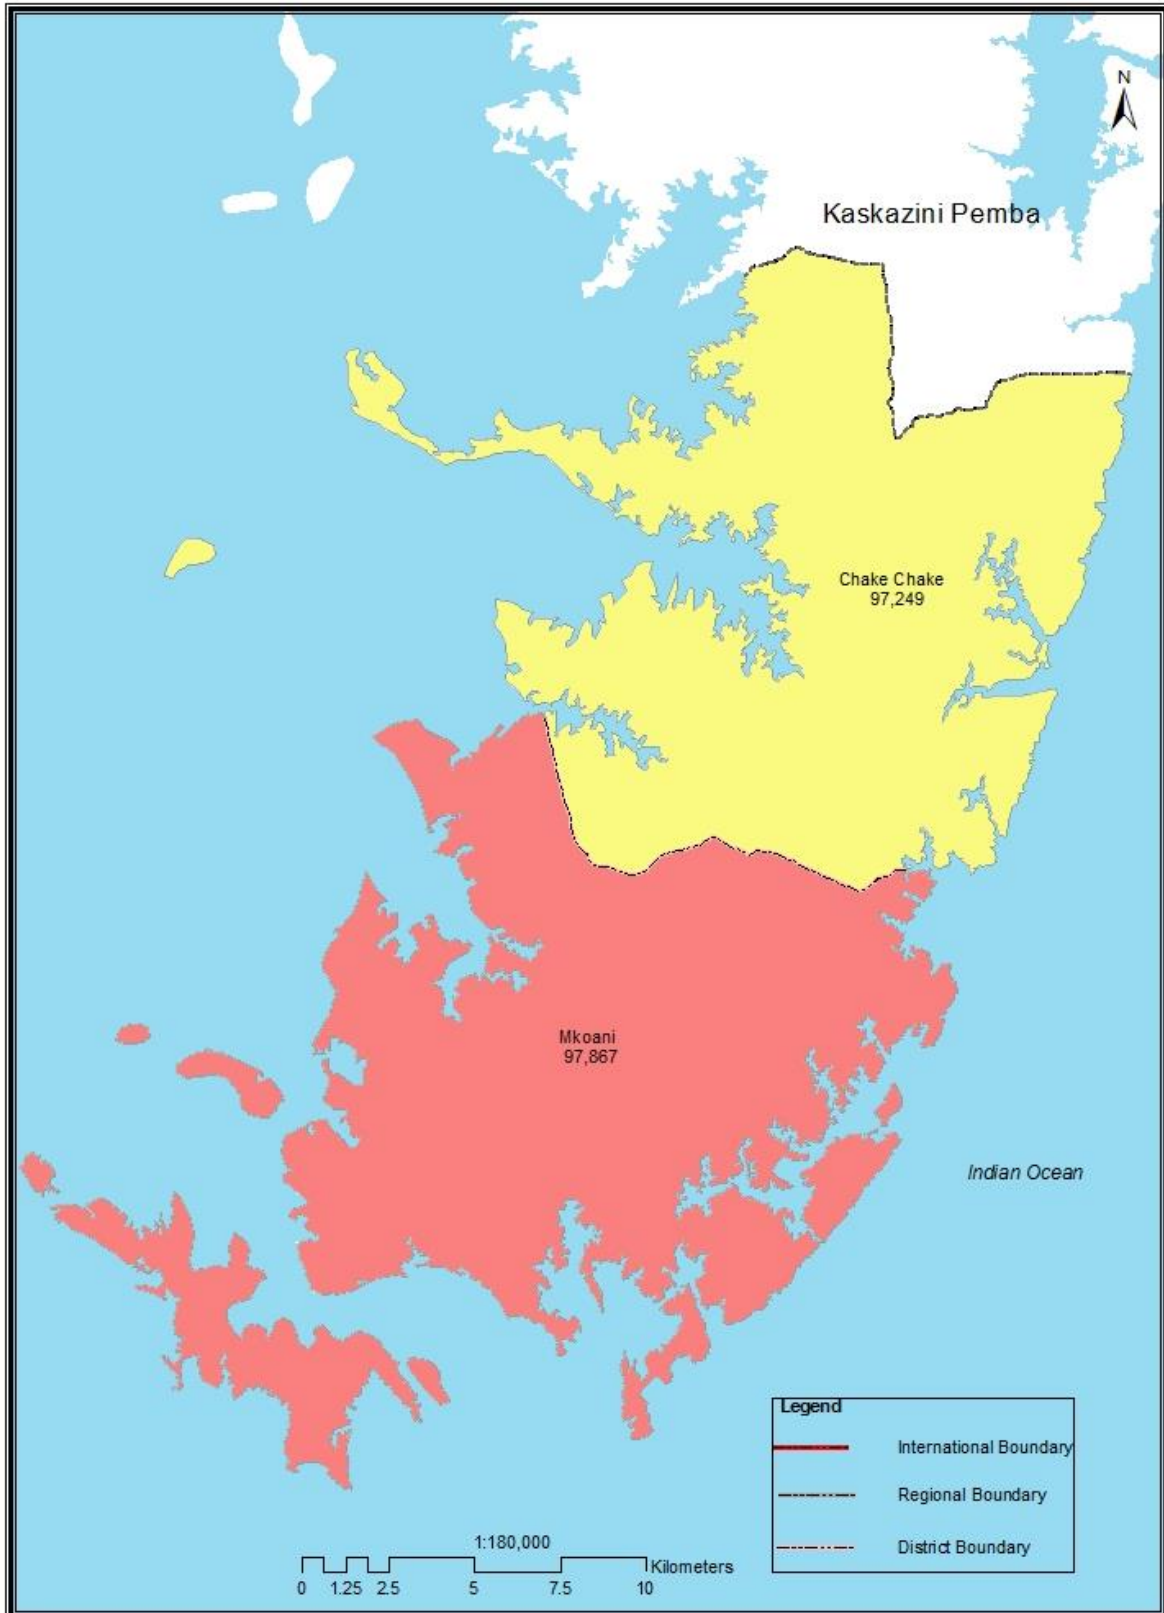 N
Kaskazini Pemba
Chake Chake
97,249
Mkoani
97,867
Indian Ocean
Legend
International Boundary
Regional Boundary
District Boundary
1:180,000
Kilometers
0 1.25 2.5 5 7.5 10